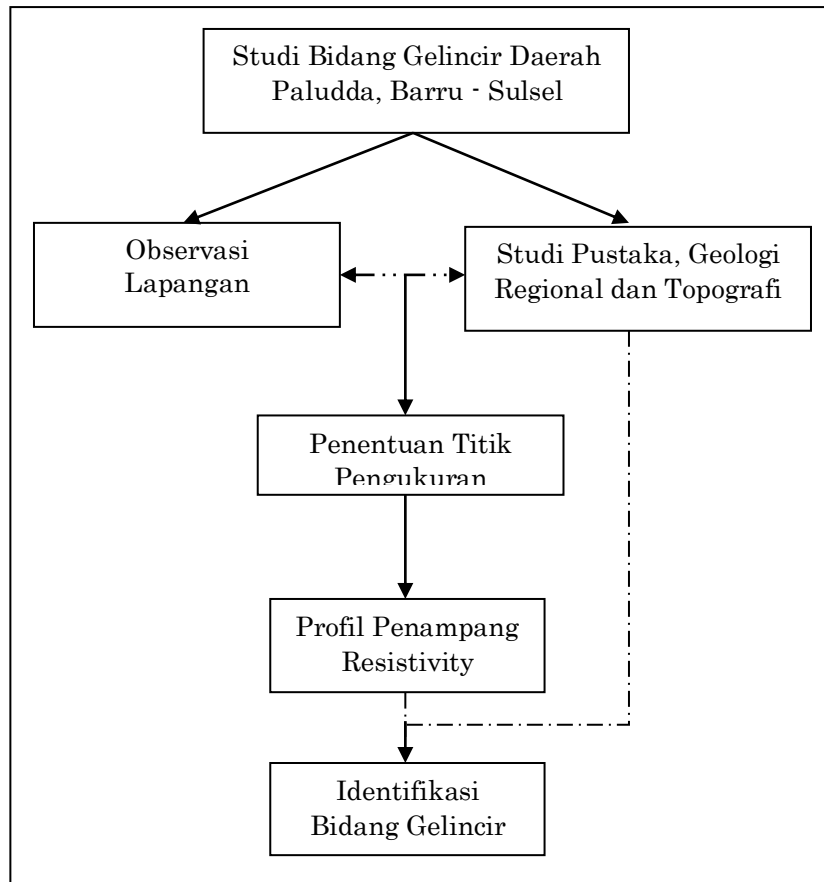 Studi Bidang Gelincir Daerah
Paludda, Barru - Sulsel
Observasi
Lapangan
Studi Pustaka, Geologi
Regional dan Topografi
Penentuan Titik
Pengukuran
Profil Penampang
Resistivity
Identifikasi
Bidang Gelincir